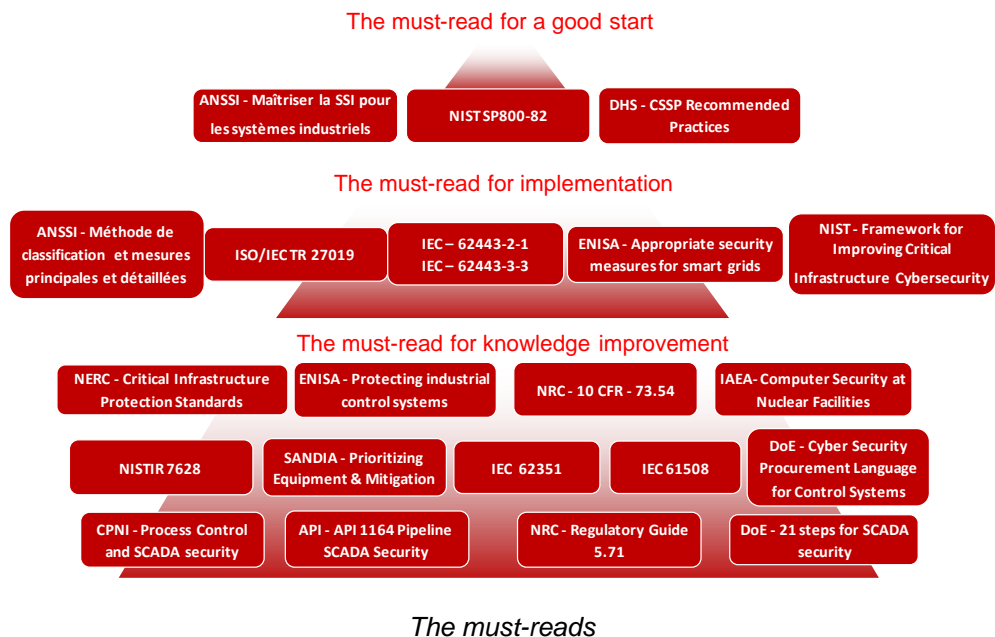 The must-read for a good start
ANSSI - Maîtriser la SSI pour
les systèmes industriels
NIST SP800-82
DHS - CSSP Recommended
Practices
The must-read for implementation
ANSSI - Méthode de
classification et mesures
principales et détaillées
ISO/IEC TR 27019
IEC – 62443-2-1
IEC – 62443-3-3
ENISA - Appropriate security
measures for smart grids
NIST - Framework for
Improving Critical
Infrastructure Cybersecurity
The must-read for knowledge improvement
NERC - Critical Infrastructure
Protection Standards
ENISA - Protecting industrial
control systems
NRC - 10 CFR - 73.54
IAEA- Computer Security at
Nuclear Facilities
NISTIR 7628
SANDIA - Prioritizing
Equipment & Mitigation
IEC 62351
IEC 61508
DoE - Cyber Security
Procurement Language
for Control Systems
CPNI - Process Control
and SCADA security
API - API 1164 Pipeline
SCADA Security
NRC - Regulatory Guide
5.71
DoE - 21 steps for SCADA
security
The must-reads